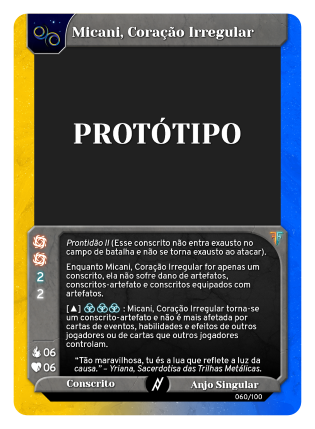 Micani, Coração Irregular
PROTÓTIPO
Prontidão II (Esse conscrito não entra exausto no
campo de batalha e não se torna exausto ao atacar).
Enquanto Micani, Coração Irregular for apenas um
conscrito, ela não sofre dano de artefatos,
conscritos-artefato e conscritos equipados com
artefatos.
[▲] : Micani, Coração Irregular torna-se
um conscrito-artefato e não é mais afetada por
cartas de eventos, habilidades e efeitos de outros
jogadores ou de cartas que outros jogadores
controlam.
“Tão maravilhosa, tu és a lua que reflete a luz da
causa.” – Yriana, Sacerdotisa das Trilhas Metálicas.
2
2
06
06
Conscrito
Anjo Singular
060/100